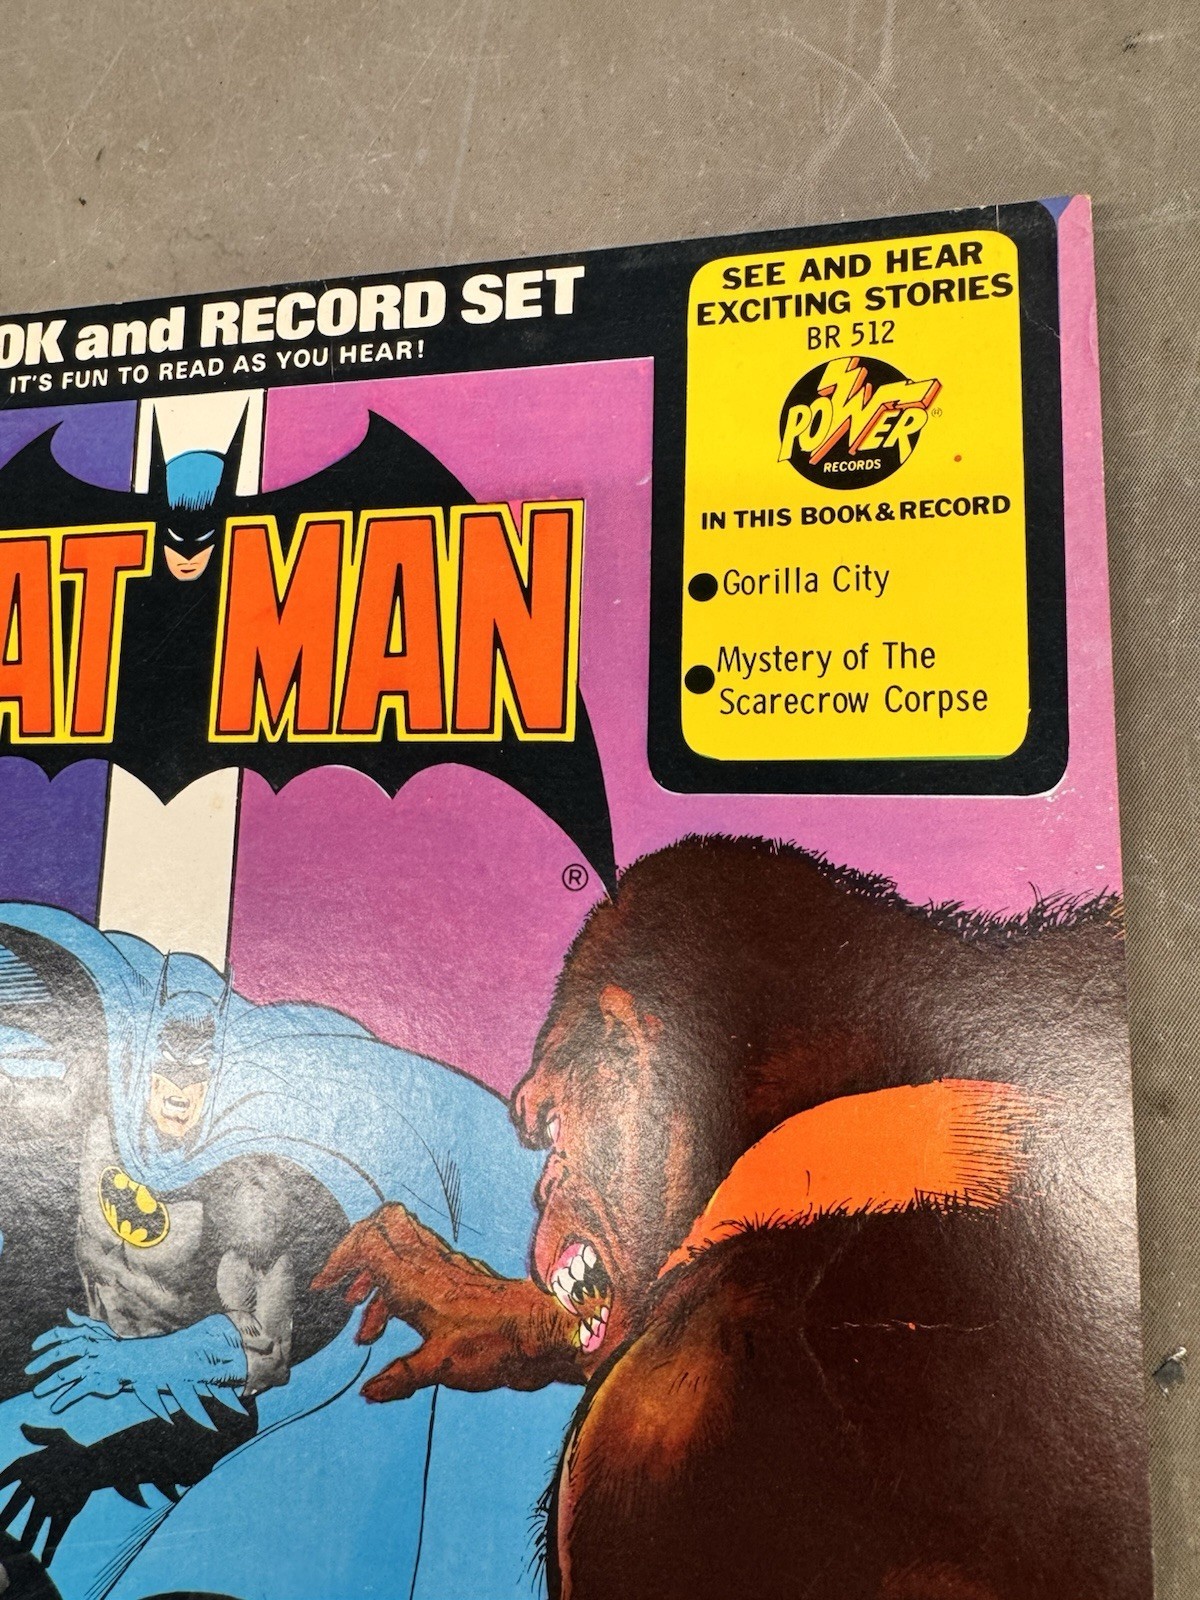 OK and RECORD SET
IT'S FUN TO READ AS YOU HEAR!
SEE AND HEAR
EXCITING STORIES
BR 512
POWER
RECORDS
IN THIS BOOK & RECORD
AT MAN
Gorilla City
Mystery of The
Scarecrow Corpse
®